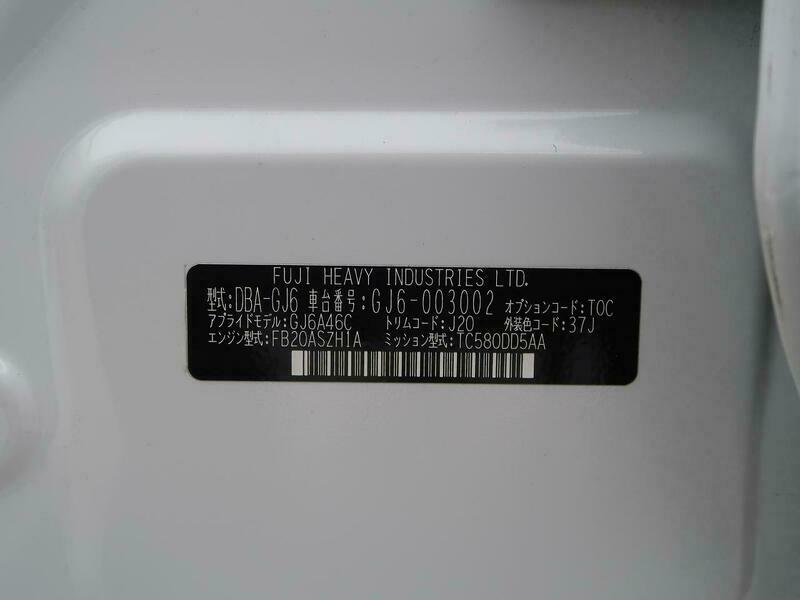 FUJI HEAVY INDUSTRIES LTD.
型式:DBA-GJ6 車台番号:GJ6-003002 オプションコード:TOC
アプライドモデル:GJ6A46C トリムコード:J20 外装色コード:37J
エンジン型式:FB20ASZH1A ミッション型式:TC580DD5AA